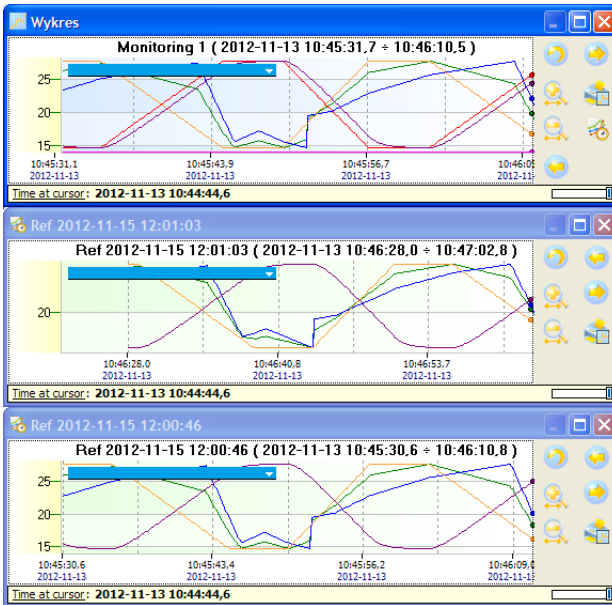 Wykres
Monitoring 1 ( 2012-11-13 10:45:31,7 ÷ 10:46:10,5 )
25
20
15
10:45:31,1 10:45:43,9 10:45:56,7 10:46:09
2012-11-13 2012-11-13 2012-11-13 2012-11-
Time at cursor: 2012-11-13 10:44:44,6
Ref 2012-11-15 12:01:03
Ref 2012-11-15 12:01:03 ( 2012-11-13 10:46:28,0 ÷ 10:47:02,8 )
20
10:46:28,0 10:46:40,8 10:46:53,7
2012-11-13 2012-11-13 2012-11-13
Time at cursor: 2012-11-13 10:44:44,6
Ref 2012-11-15 12:00:46
Ref 2012-11-15 12:00:46 ( 2012-11-13 10:45:30,6 ÷ 10:46:10,8 )
25
20
15
10:45:30,6 10:45:43,4 10:45:56,2 10:46:09,0
2012-11-13 2012-11-13 2012-11-13 2012-11-1
Time at cursor: 2012-11-13 10:44:44,6